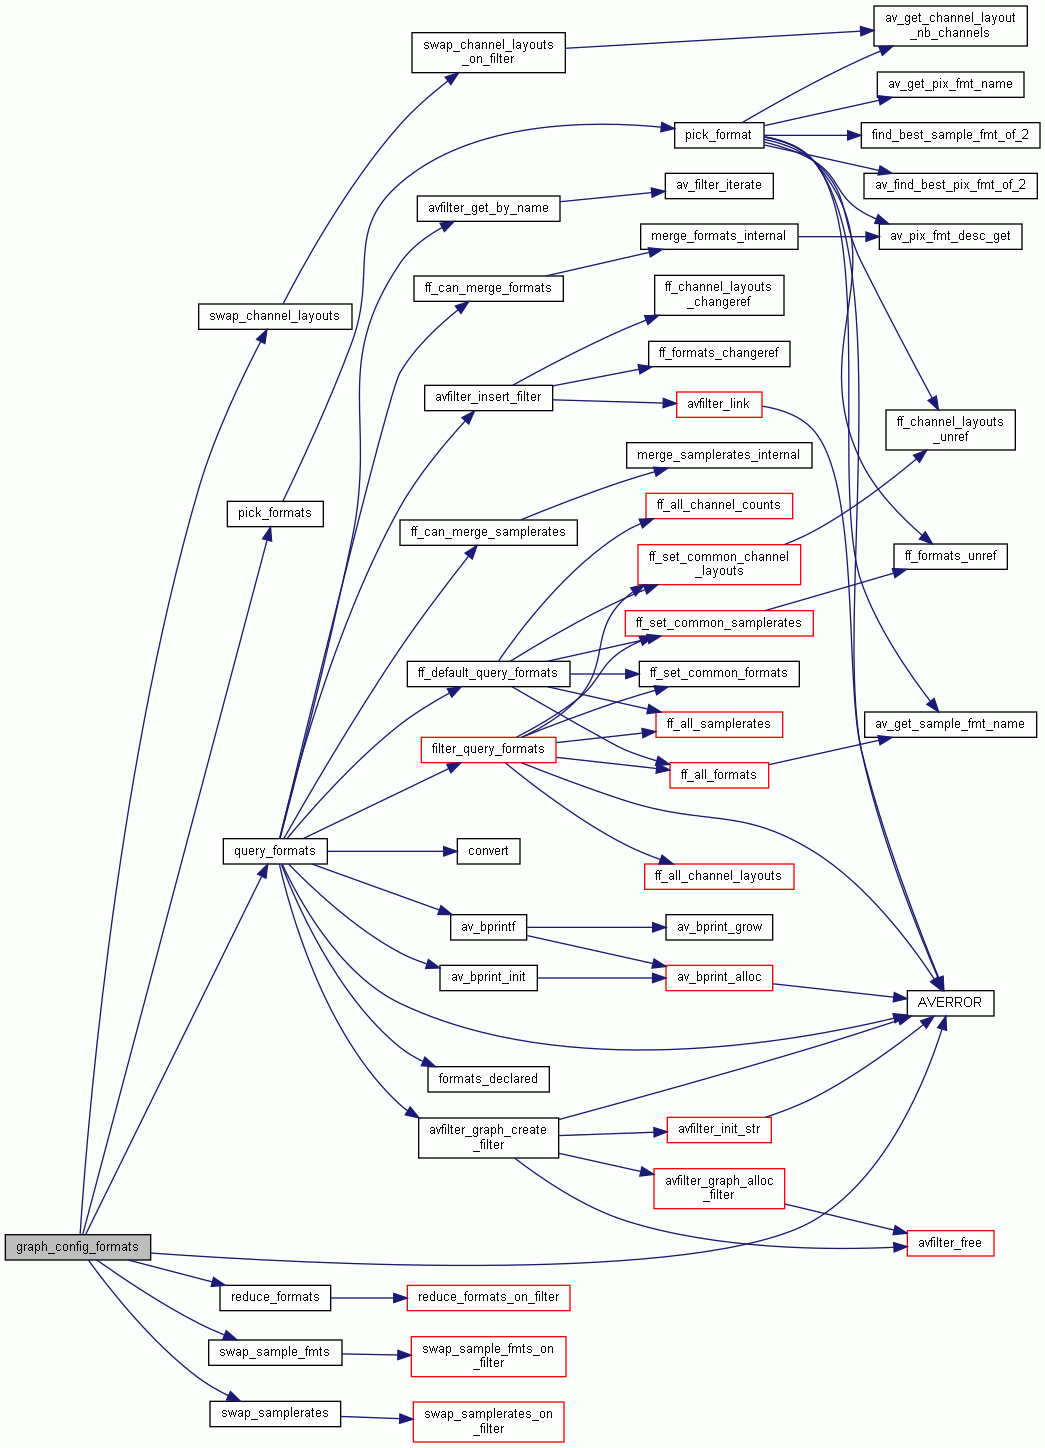 av_get_channel_layout
_nb_channels
swap_channel_layouts
_on_filter
av_get_pix_fmt_name
pick_format
find_best_sample_fmt_of_2
av_find_best_pix_fmt_of_2
av_filter_iterate
avfilter_get_by_name
merge_formats_internal
av_pix_fmt_desc_get
ff_can_merge_formats
ff_channel_layouts
_changeref
swap_channel_layouts
ff_formats_changeref
avfilter_insert_filter
avfilter_link
ff_channel_layouts
_unref
merge_samplerates_internal
ff_all_channel_counts
pick_formats
ff_can_merge_samplerates
ff_set_common_channel
_layouts
ff_formats_unref
ff_set_common_samplerates
ff_default_query_formats
ff_set_common_formats
ff_all_samplerates
av_get_sample_fmt_name
filter_query_formats
ff_all_formats
query_formats
convert
ff_all_channel_layouts
av_bprintf
av_bprint_grow
av_bprint_init
av_bprint_alloc
AVERROR
formats_declared
avfilter_graph_create
_filter
avfilter_init_str
avfilter_graph_alloc
_filter
avfilter_free
graph_config_formats
reduce_formats
reduce_formats_on_filter
swap_sample_fmts
swap_sample_fmts_on
_filter
swap_samplerates
swap_samplerates_on
_filter